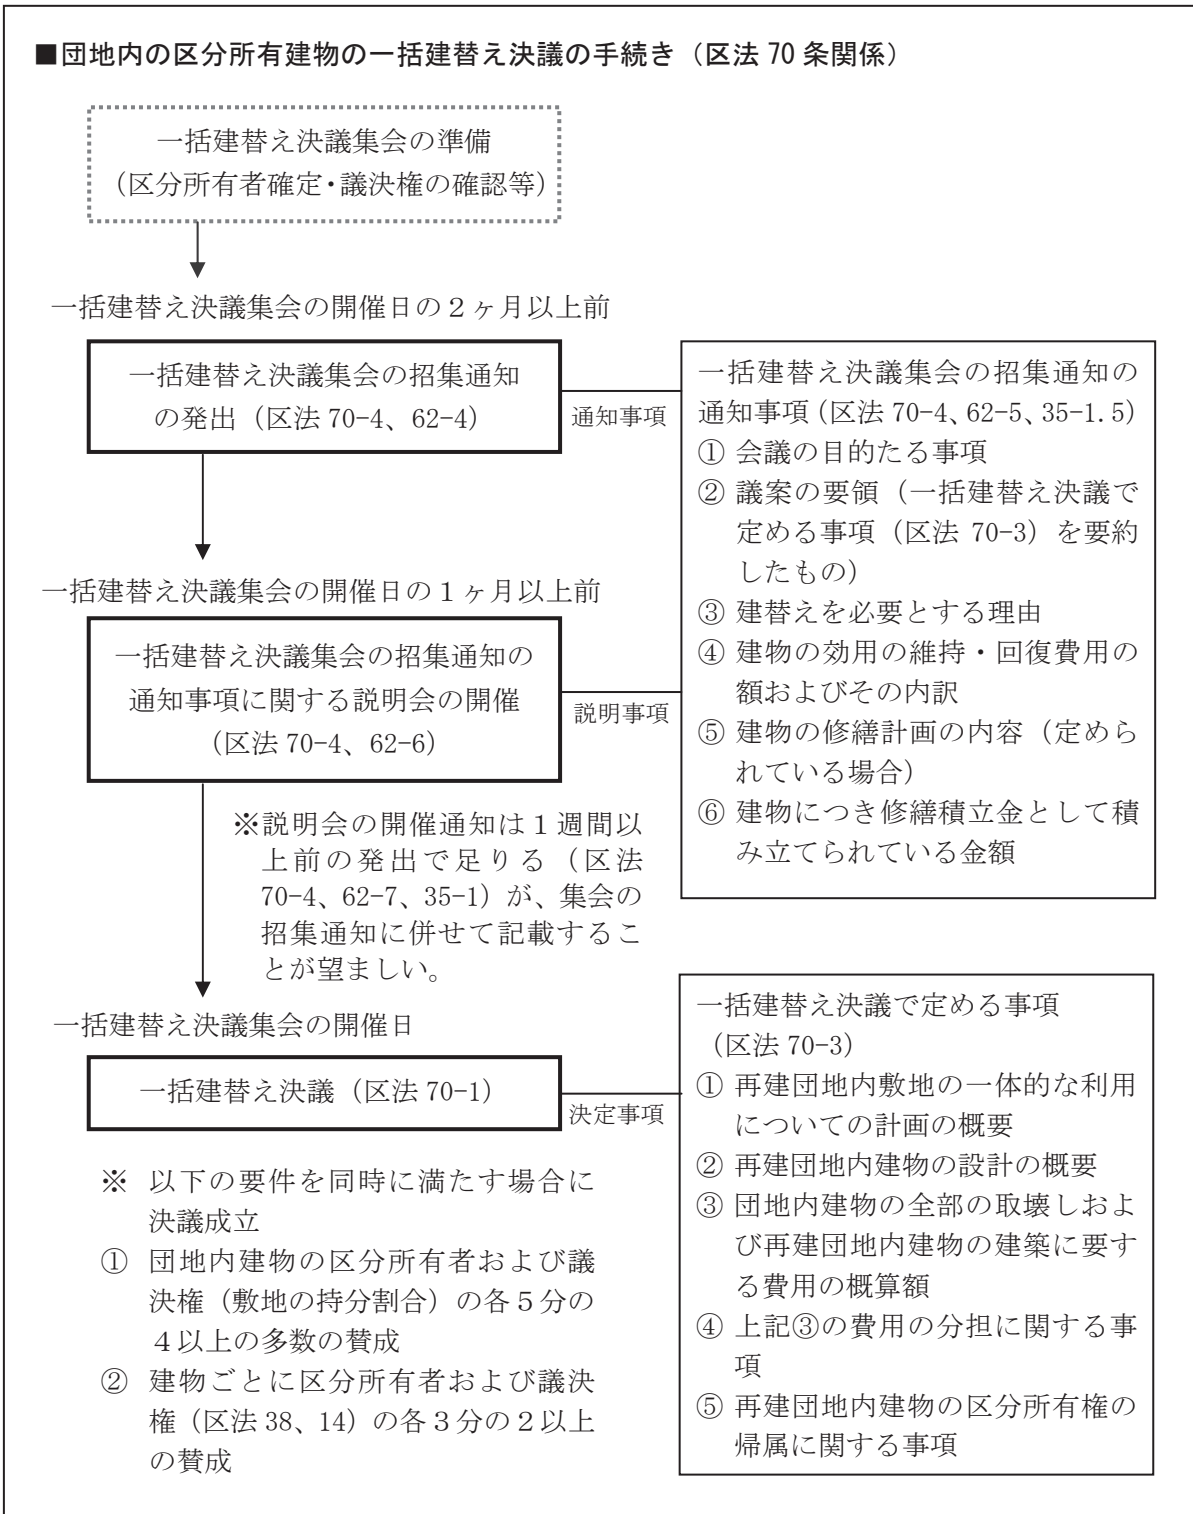 ■団地内の区分所有建物の一括建替え決議の手続き（区法 70 条関係）
一括建替え決議集会の準備
（区分所有者確定・議決権の確認等）
一括建替え決議集会の開催日の２ヶ月以上前
一括建替え決議集会の招集通知
の発出（区法 70-4、62-4）
通知事項
一括建替え決議集会の招集通知の
通知事項（区法 70-4、62-5、35-1.5）
① 会議の目的たる事項
② 議案の要領（一括建替え決議で
定める事項（区法 70-3）を要約
したもの）
③ 建替えを必要とする理由
④ 建物の効用の維持・回復費用の
額およびその内訳
⑤ 建物の修繕計画の内容（定めら
れている場合）
⑥ 建物につき修繕積立金として積
み立てられている金額
一括建替え決議集会の開催日の１ヶ月以上前
一括建替え決議集会の招集通知の
通知事項に関する説明会の開催
（区法 70-4、62-6）
説明事項
※説明会の開催通知は１週間以
上前の発出で足りる（区法
70-4、62-7、35-1）が、集会の
招集通知に併せて記載するこ
とが望ましい。
一括建替え決議集会の開催日
一括建替え決議（区法 70-1）
決定事項
一括建替え決議で定める事項
（区法 70-3）
① 再建団地内敷地の一体的な利用
についての計画の概要
② 再建団地内建物の設計の概要
③ 団地内建物の全部の取壊しおよ
び再建団地内建物の建築に要す
る費用の概算額
④ 上記③の費用の分担に関する事
項
⑤ 再建団地内建物の区分所有権の
帰属に関する事項
※ 以下の要件を同時に満たす場合に
決議成立
① 団地内建物の区分所有者および議
決権（敷地の持分割合）の各５分の
４以上の多数の賛成
② 建物ごとに区分所有者および議決
権（区法 38、14）の各３分の２以上
の賛成